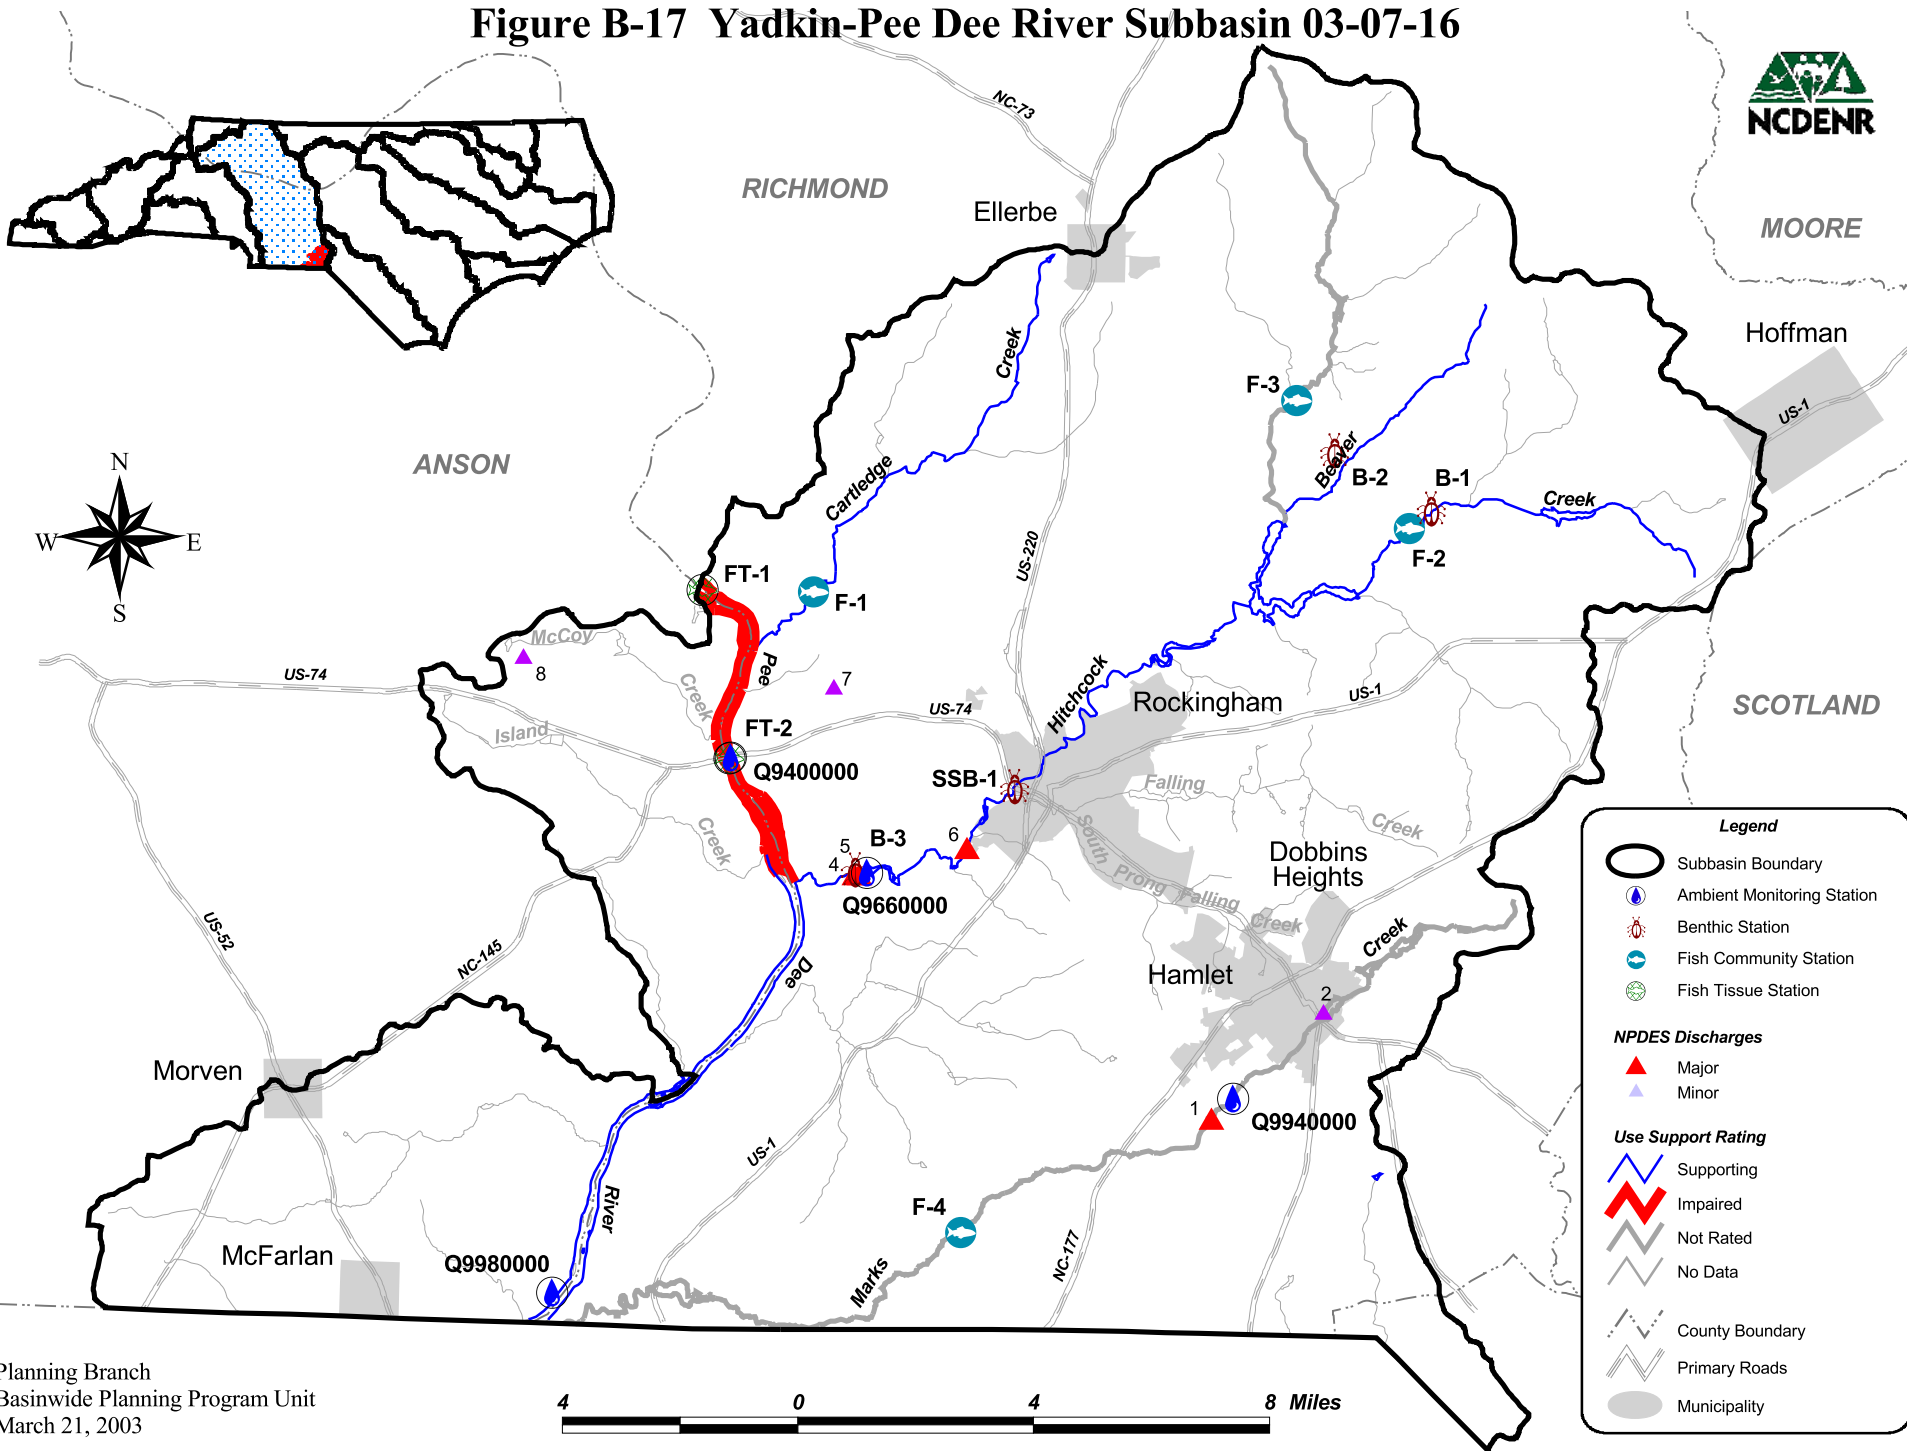 Figure B-17  Yadkin-Pee Dee River Subbasin 03-07-16
NCDENR
NC-73
RICHMOND
Ellerbe
MOORE
Hoffman
US-1
Creek
F-3
ANSON
Beaver
B-2
B-1
Creek
Cartledge
F-2
N
W
E
S
US-220
FT-1
F-1
McCoy
8
US-74
Creek
Pee
7
Hitchcock
Rockingham
US-1
SCOTLAND
Island
US-74
FT-2
Q9400000
SSB-1
Falling
Creek
Creek
South
Prong
Falling
Creek
6
5
B-3
4
Q9660000
Dobbins
Heights
Creek
US-52
NC-145
Dee
Hamlet
2
Morven
1
Q9940000
US-1
River
F-4
NC-177
McFarlan
Q9980000
Marks
Legend
Subbasin Boundary
Ambient Monitoring Station
Benthic Station
Fish Community Station
Fish Tissue Station
NPDES Discharges
Major
Minor
Use Support Rating
Supporting
Impaired
Not Rated
No Data
County Boundary
Primary Roads
Municipality
Planning Branch
Basinwide Planning Program Unit
March 21, 2003
4 0 4 8 Miles